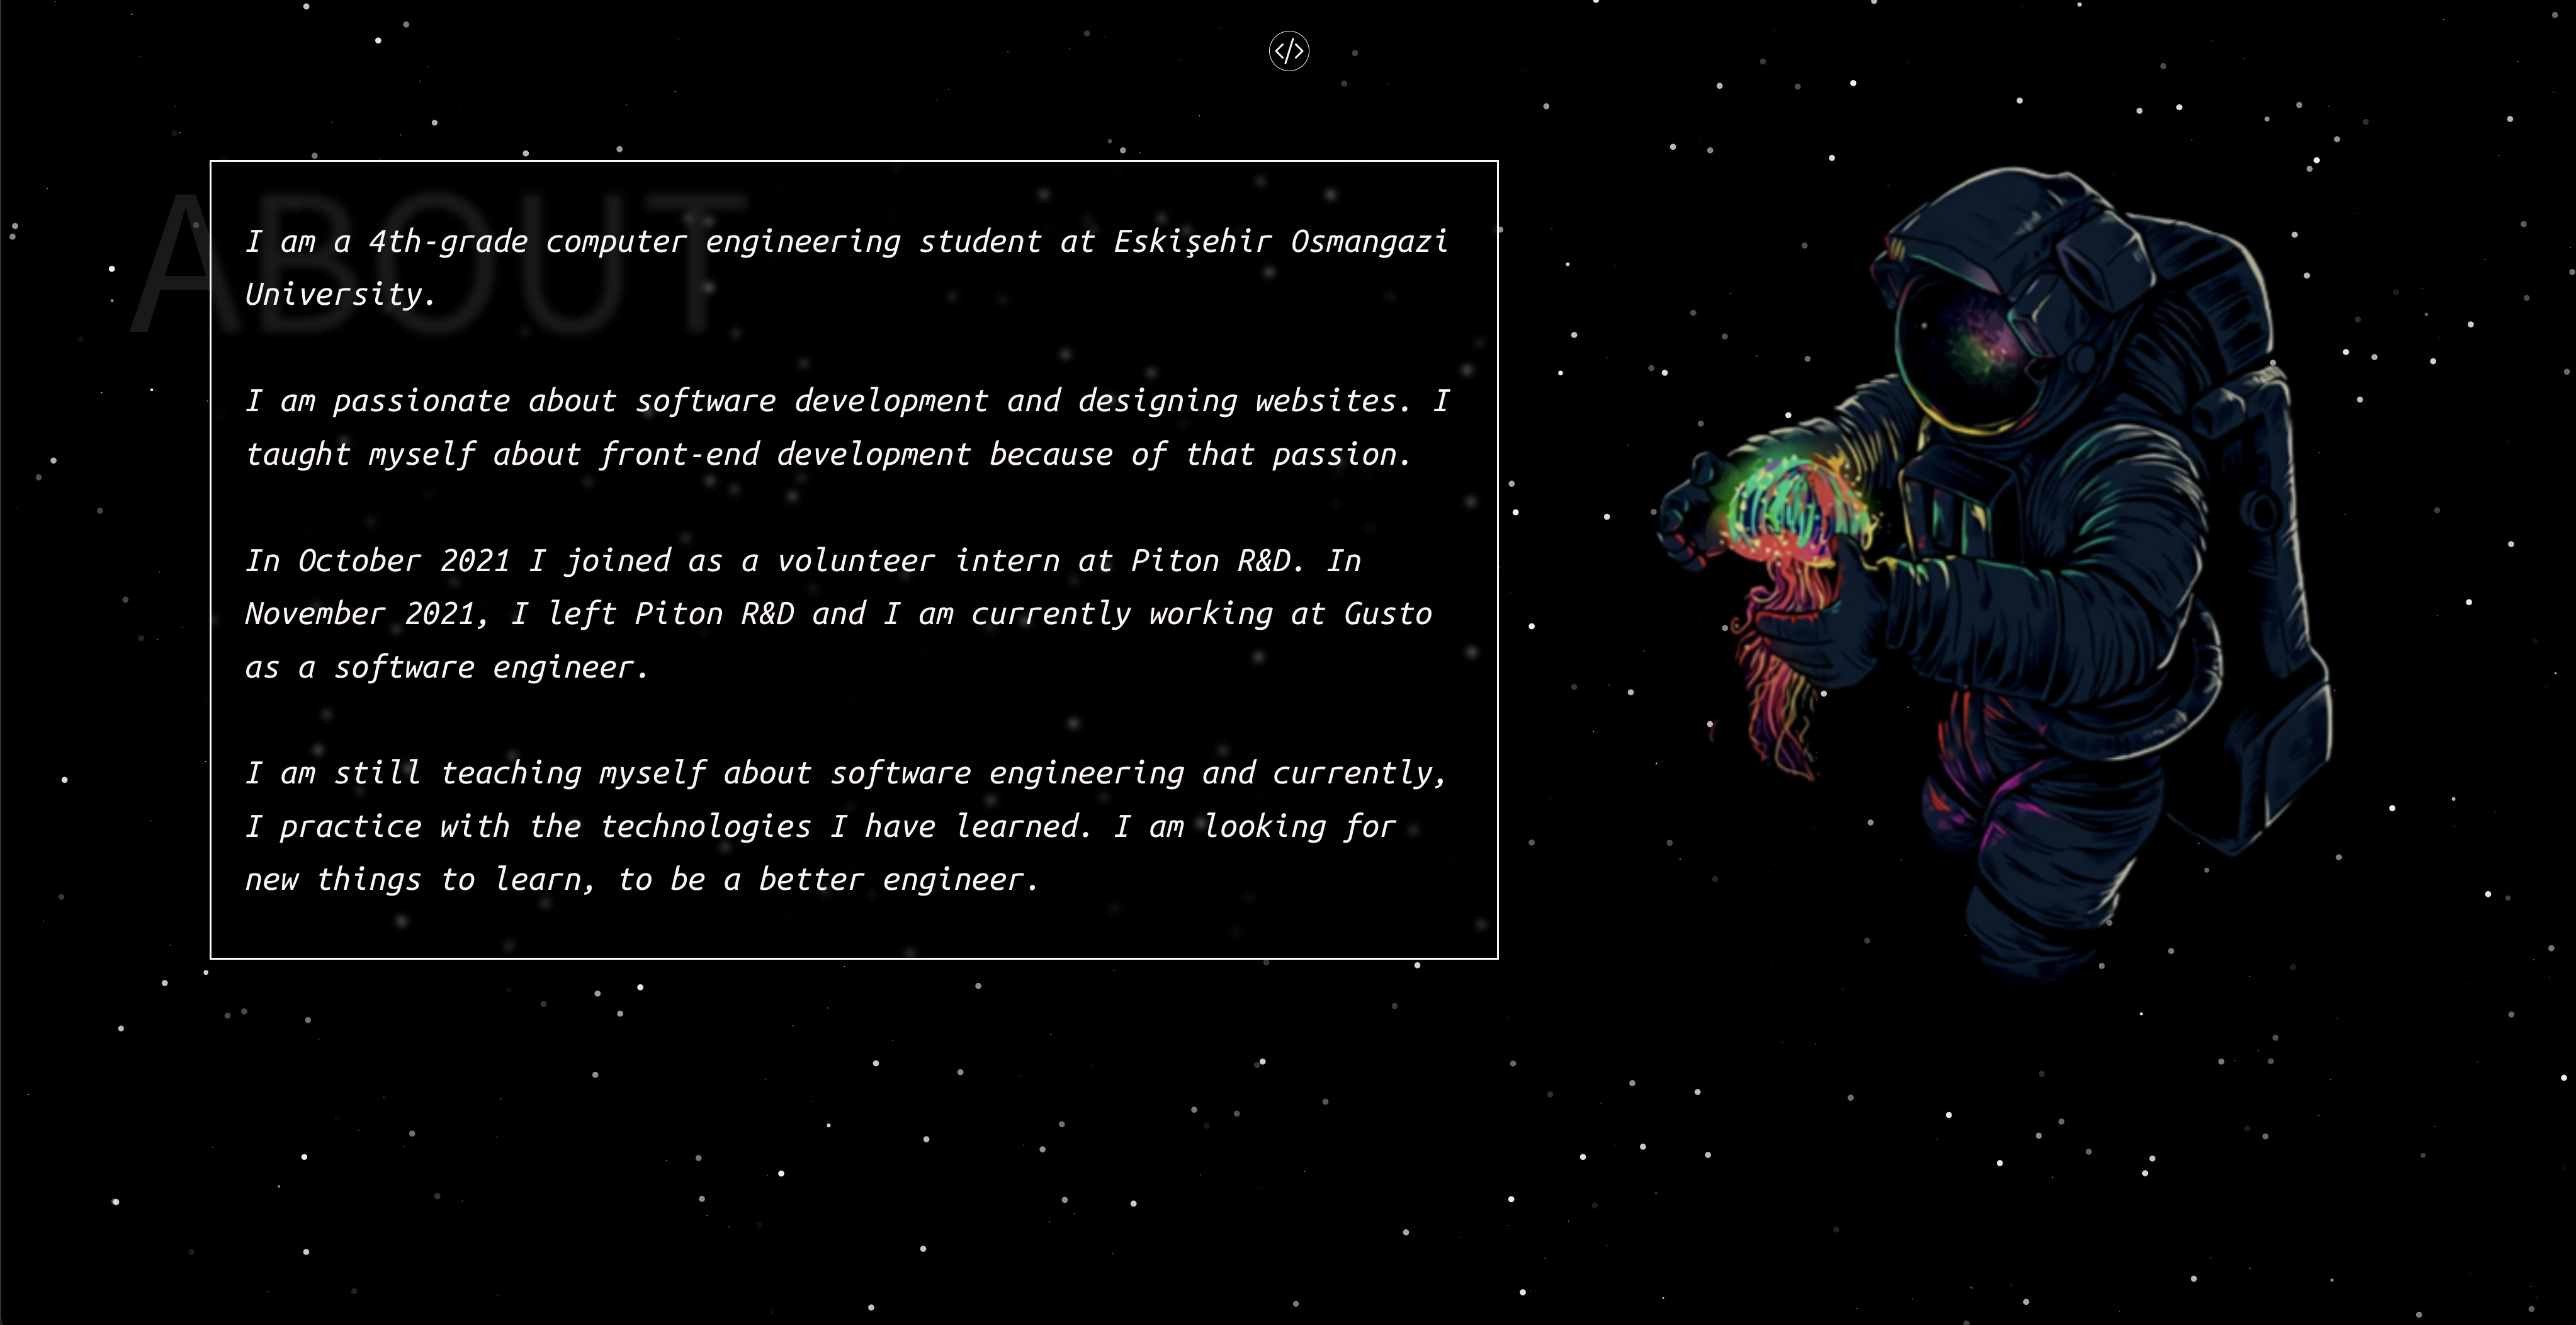 </>
ABOUT
I am a 4th-grade computer engineering student at Eskişehir Osmangazi
University.
I am passionate about software development and designing websites. I
taught myself about front-end development because of that passion.
In October 2021 I joined as a volunteer intern at Piton R&D. In
November 2021, I left Piton R&D and I am currently working at Gusto
as a software engineer.
I am still teaching myself about software engineering and currently,
I practice with the technologies I have learned. I am looking for
new things to learn, to be a better engineer.